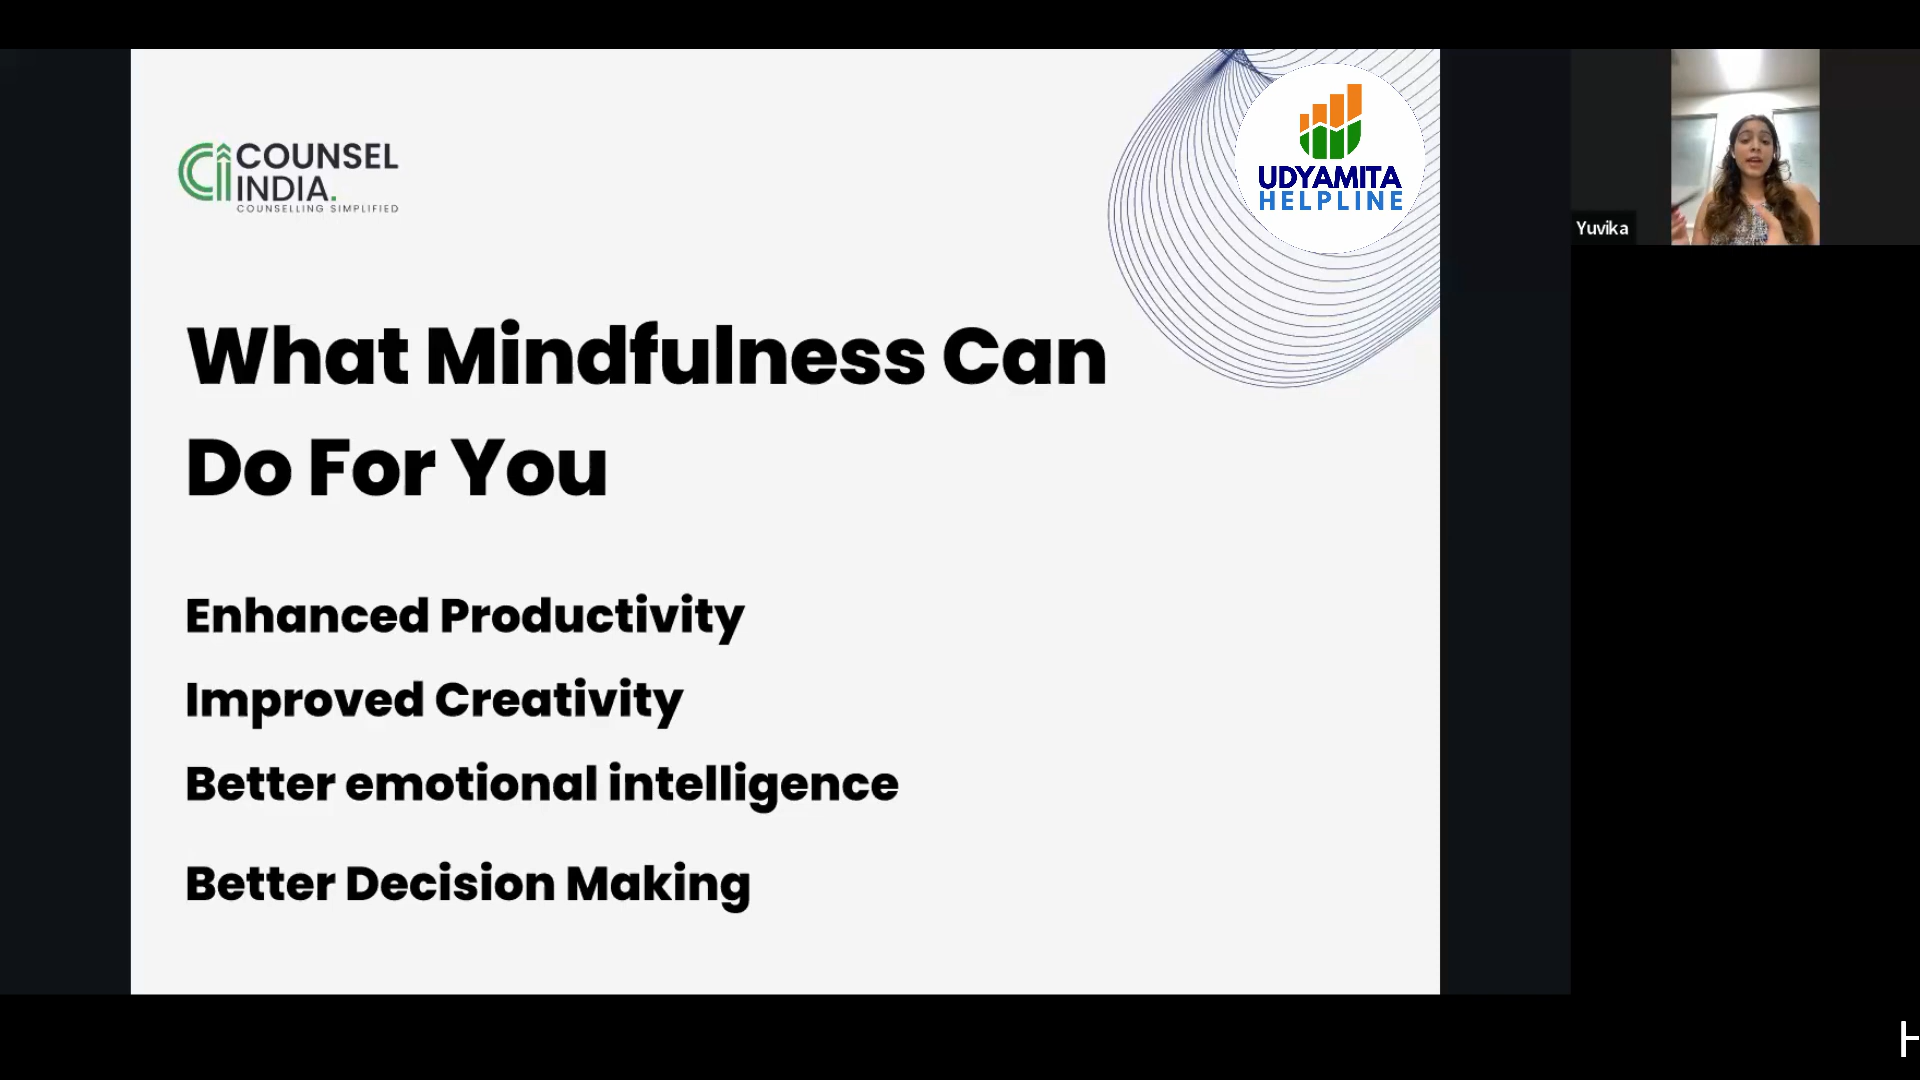 COUNSEL
INDIA.
COUNSELLING SIMPLIFIED
UDYAMITA
HELPLINE
Yuvika
What Mindfulness Can
Do For You
Enhanced Productivity
Improved Creativity
Better emotional intelligence
Better Decision Making
H